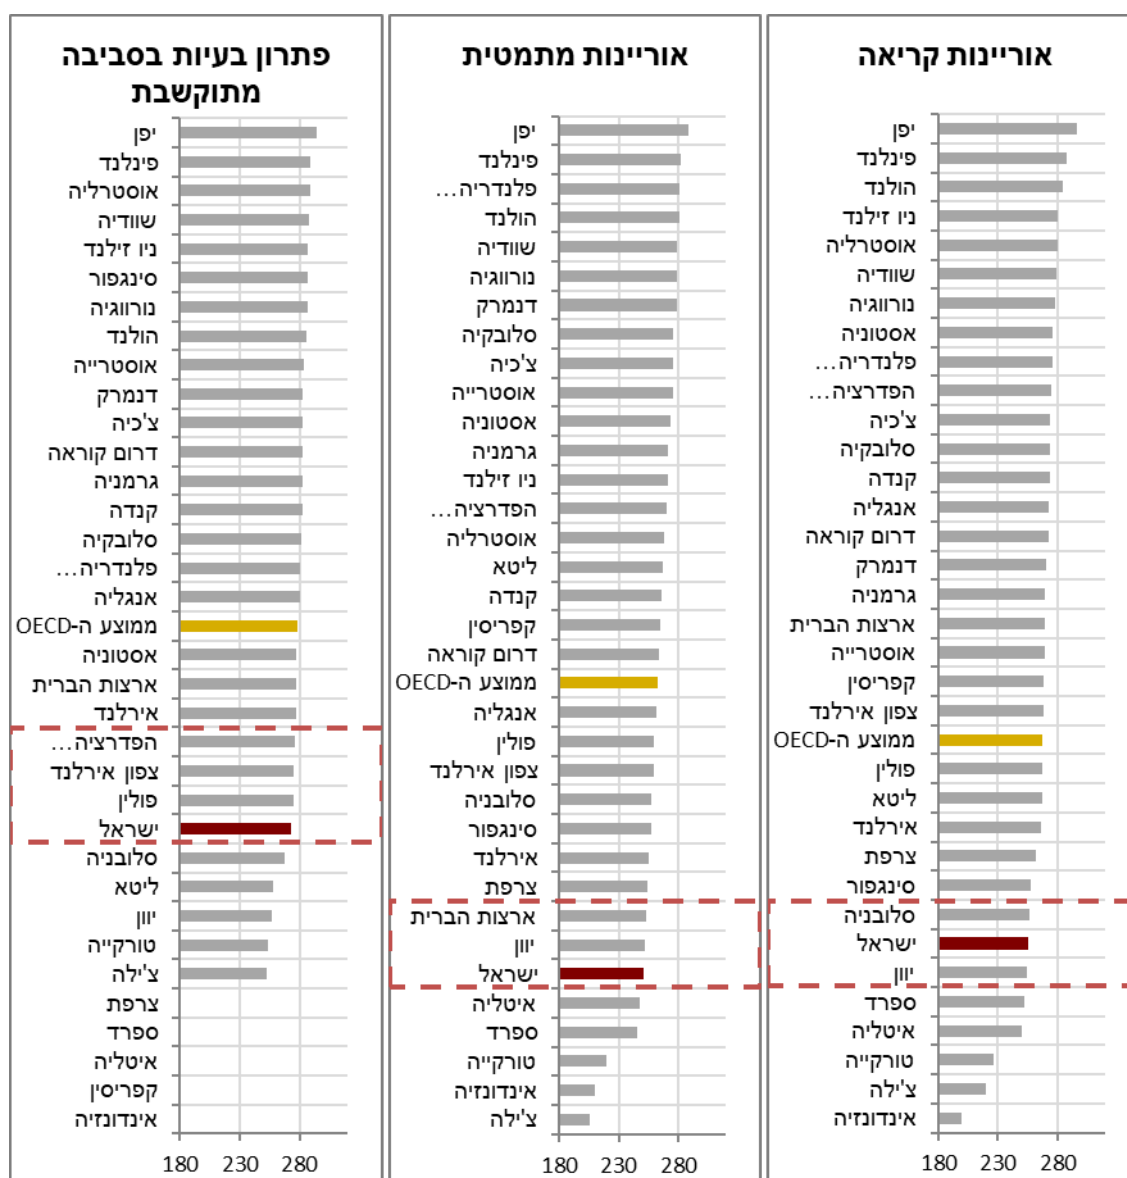 אוריינות קריאה
יפן
פינלנד
הולנד
ניו זילנד
אוסטרליה
שוודיה
נורווגיה
אסטוניה
פלנדריה...
הפדרציה...
צ'כיה
סלובקיה
קנדה
אנגליה
דרום קוראה
דנמרק
גרמניה
ארצות הברית
אוסטרייה
קפריסין
צפון אירלנד
ממוצע ה-OECD
פולין
ליטא
אירלנד
צרפת
סינגפור
סלובניה
ישראל
יוון
ספרד
איטליה
טורקייה
צ'ילה
אינדונזיה
180 230 280
אוריינות מתמטית
יפן
פינלנד
פלנדריה...
הולנד
שוודיה
נורווגיה
דנמרק
סלובקיה
צ'כיה
אוסטרייה
אסטוניה
גרמניה
ניו זילנד
הפדרציה...
אוסטרליה
ליטא
קנדה
קפריסין
דרום קוראה
ממוצע ה-OECD
אנגליה
פולין
צפון אירלנד
סלובניה
סינגפור
אירלנד
צרפת
ארצות הברית
יוון
ישראל
איטליה
ספרד
טורקייה
אינדונזיה
צ'ילה
180 230 280
פתרון בעיות בסביבה
מתוקשבת
יפן
פינלנד
אוסטרליה
שוודיה
ניו זילנד
סינגפור
נורווגיה
הולנד
אוסטרייה
דנמרק
צ'כיה
דרום קוראה
גרמניה
קנדה
סלובקיה
פלנדריה...
אנגליה
ממוצע ה-OECD
אסטוניה
ארצות הברית
אירלנד
הפדרציה...
צפון אירלנד
פולין
ישראל
סלובניה
ליטא
יוון
טורקייה
צ'ילה
צרפת
ספרד
איטליה
קפריסין
אינדונזיה
180 230 280